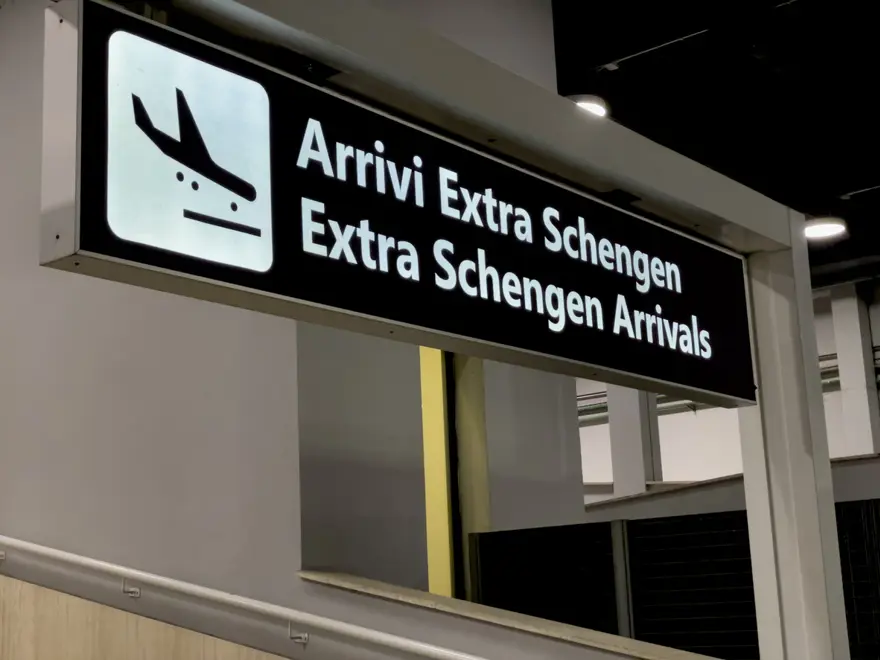 Arrivi Extra Schengen
Extra Schengen Arrivals